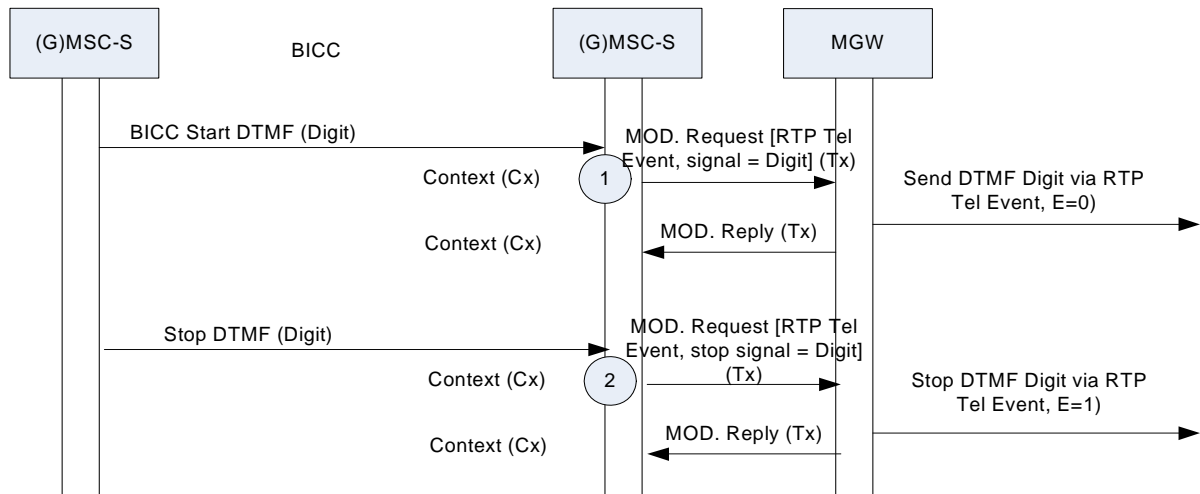 (G)MSC-S
BICC
(G)MSC-S
MGW
BICC Start DTMF (Digit)
MOD. Request [RTP Tel
Event, signal = Digit] (Tx)
Context (Cx)
1
Send DTMF Digit via RTP
Tel Event, E=0)
MOD. Reply (Tx)
Context (Cx)
Stop DTMF (Digit)
MOD. Request [RTP Tel
Event, stop signal = Digit]
(Tx)
Context (Cx)
2
Stop DTMF Digit via RTP
Tel Event, E=1)
MOD. Reply (Tx)
Context (Cx)